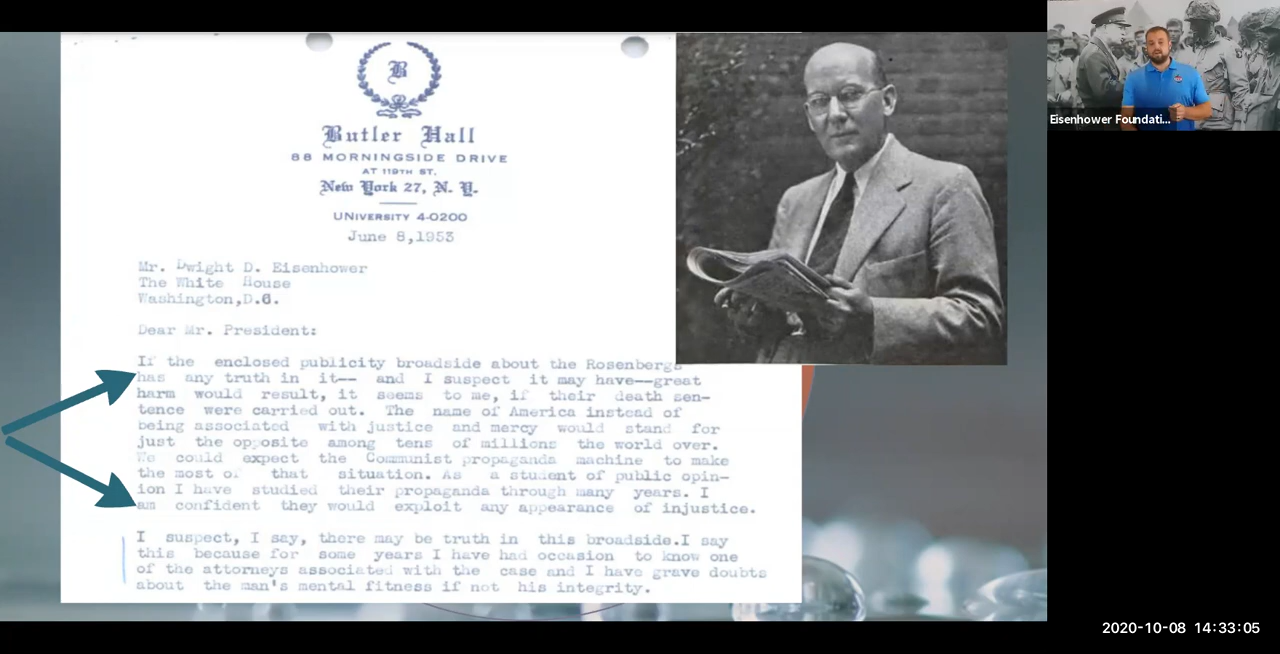 B
Butler Hall
88 MORNINGSIDE DRIVE
AT 119TH ST.
New York 27, N. Y.
UNIVERSITY 4-0200
June 8,1953
Mr. Dwight D. Eisenhower
The White House
Washington,D.C.
Dear Mr. President:
If the enclosed publicity broadside about the Rosenbergs
has any truth in it-- and I suspect it may have--great
harm would result, it seems to me, if their death sen-
tence were carried out. The name of America instead of
being associated with justice and mercy would stand for
just the opposite among tens of millions the world over.
We could expect the Communist propaganda machine to make
the most of that situation. As a student of public opin-
ion I have studied their propaganda through many years. I
am confident they would exploit any appearance of injustice.
I suspect, I say, there may be truth in this broadside.I say
this because for some years I have had occasion to know one
of the attorneys associated with the case and I have grave doubts
about the man's mental fitness if not his integrity.
Eisenhower Foundati...
2020-10-08 14:33:05